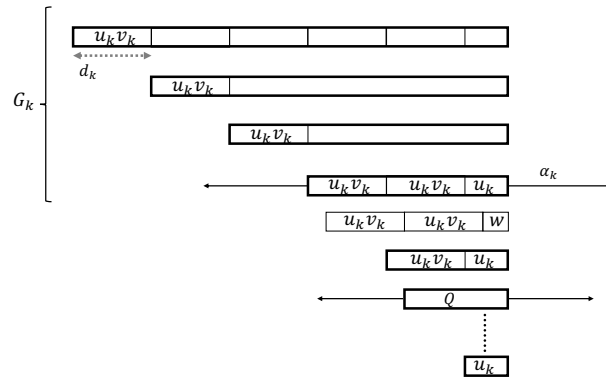 u_k v_k
d_k
u_k v_k
G_k
u_k v_k
α_k
u_k v_k u_k v_k u_k
u_k v_k u_k v_k w
u_k v_k u_k
Q
u_k